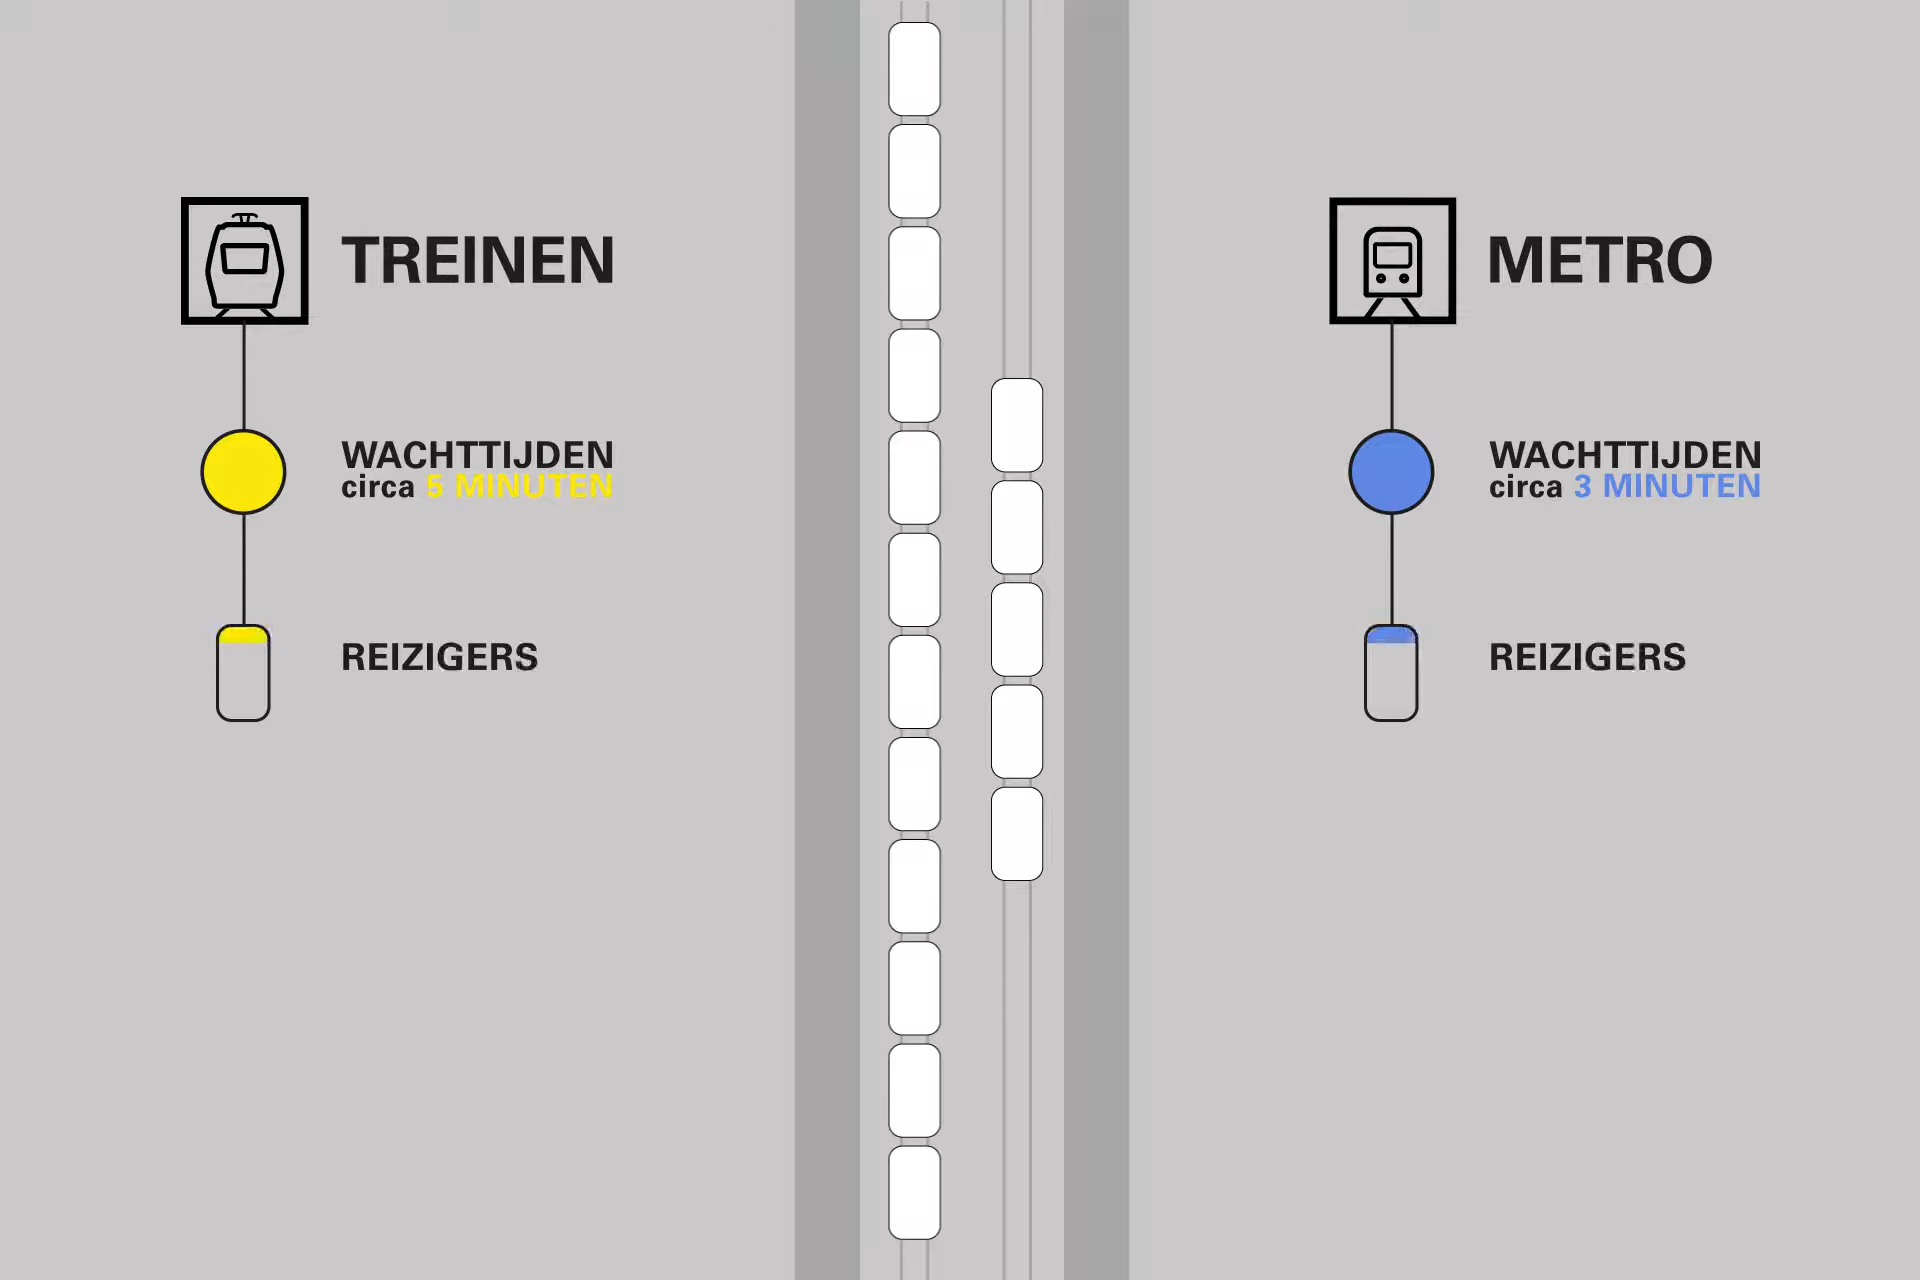 TREINEN
WACHTTIJDEN
circa 5 MINUTEN
REIZIGERS
METRO
WACHTTIJDEN
circa 3 MINUTEN
REIZIGERS